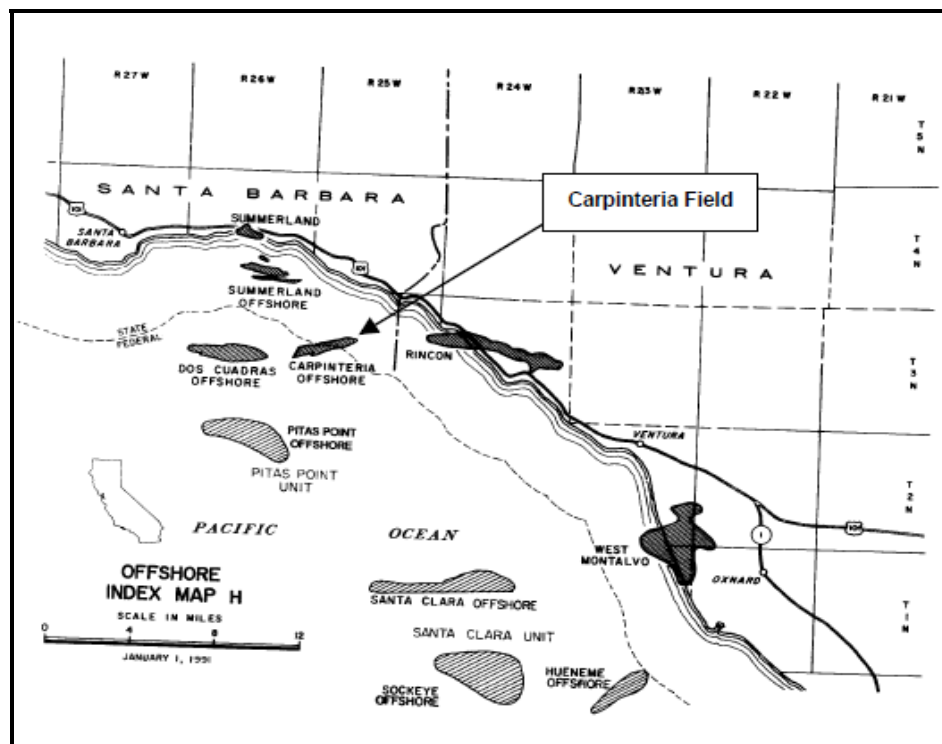 R 27 W
R 26 W
R 25 W
R 24 W
R 23 W
R 22 W
R 21 W
T
5
N
SANTA BARBARA
Carpinteria Field
101
SANTA
BARBARA
SUMMERLAND
T
4
N
101
VENTURA
SUMMERLAND
OFFSHORE
STATE
FEDERAL
DOS CUADRAS
OFFSHORE
CARPINTERIA
OFFSHORE
RINCON
T
3
N
PITAS POINT
OFFSHORE
VENTURA
PITAS POINT
UNIT
T
2
N
PACIFIC OCEAN
101
1
WEST
MONTALVO
OXNARD
OFFSHORE
INDEX MAP H
SCALE IN MILES
0 4 8 12
JANUARY 1, 1991
SANTA CLARA OFFSHORE
T
1
N
SANTA CLARA UNIT
SOCKEYE
OFFSHORE
HUENEME
OFFSHORE